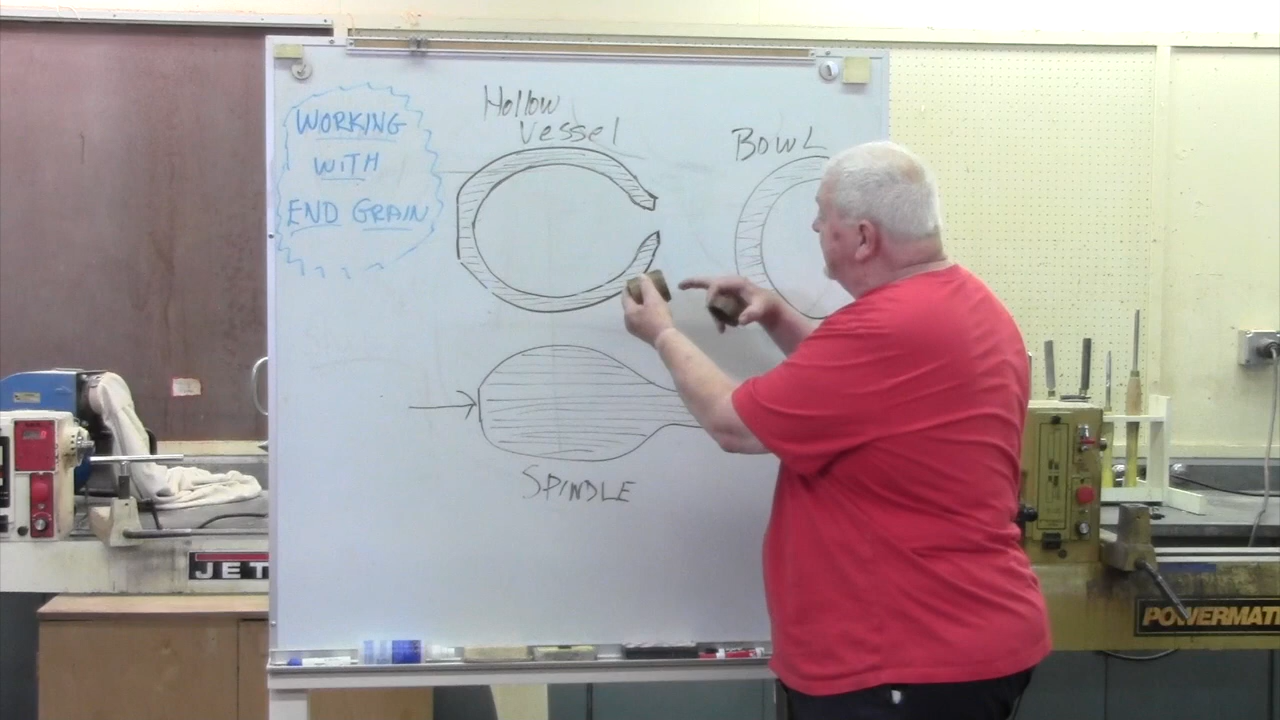 WORKING
WITH
END GRAIN
Hollow
Vessel
BOWL
SPINDLE
JET
POWERMATI